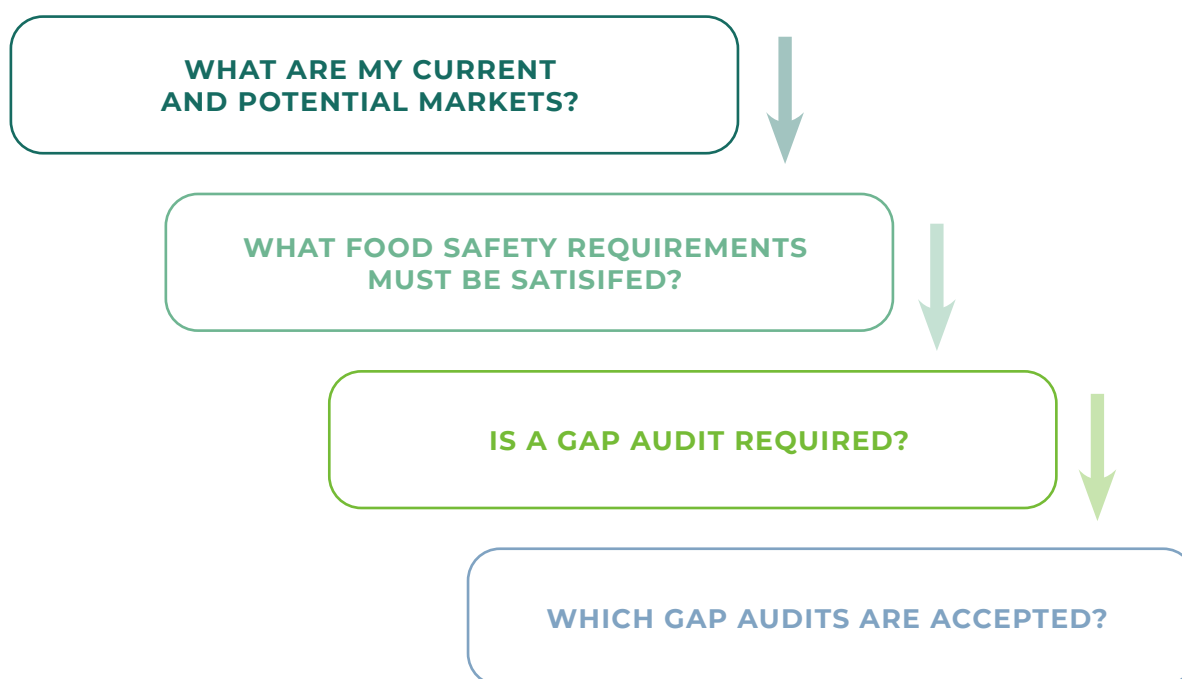 WHAT ARE MY CURRENT
AND POTENTIAL MARKETS?
WHAT FOOD SAFETY REQUIREMENTS
MUST BE SATISIFED?
IS A GAP AUDIT REQUIRED?
WHICH GAP AUDITS ARE ACCEPTED?